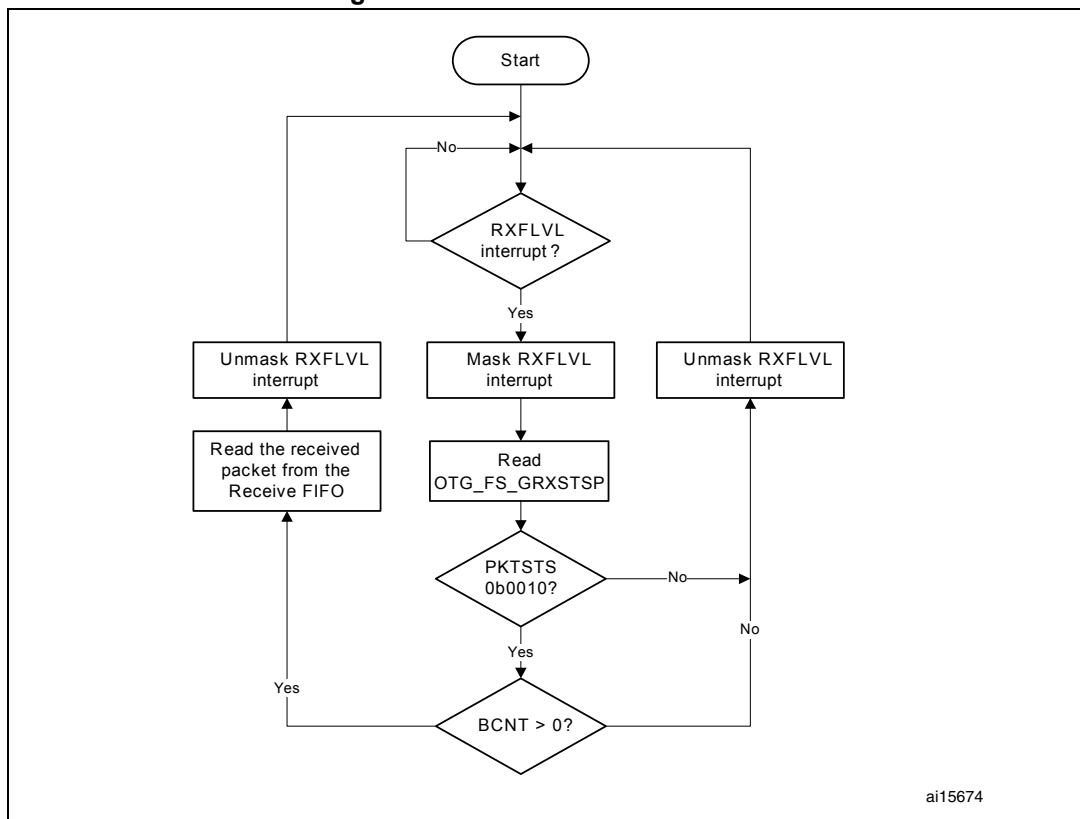 Start
No
RXFLVL
interrupt ?
Yes
Unmask RXFLVL
interrupt
Mask RXFLVL
interrupt
Unmask RXFLVL
interrupt
Read the received
packet from the
Receive FIFO
Read
OTG_FS_GRXSTSP
PKTSTS
0b0010?
No
No
Yes
Yes
BCNT > 0?
ai15674